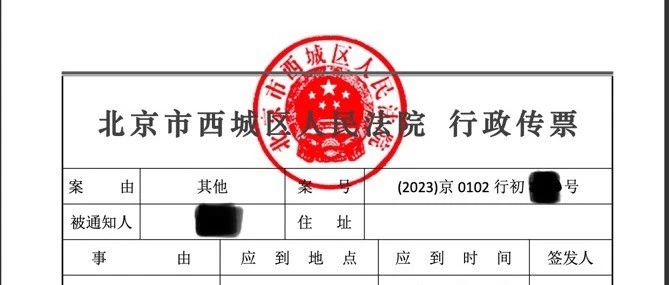 北京市西城区人民法院
北京市西城区人民法院 行政传票
案 由 其他 案 号 (2023)京 0102 行初 号
被通知人 住 址
事 由 应 到 地 点 应 到 时 间 签发人